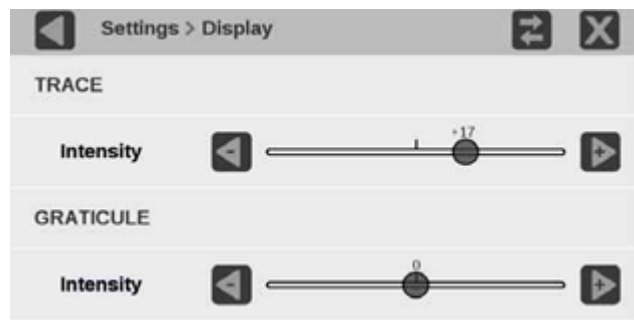 Settings > Display
TRACE
Intensity - +17 +
GRATICULE
Intensity - 0 +